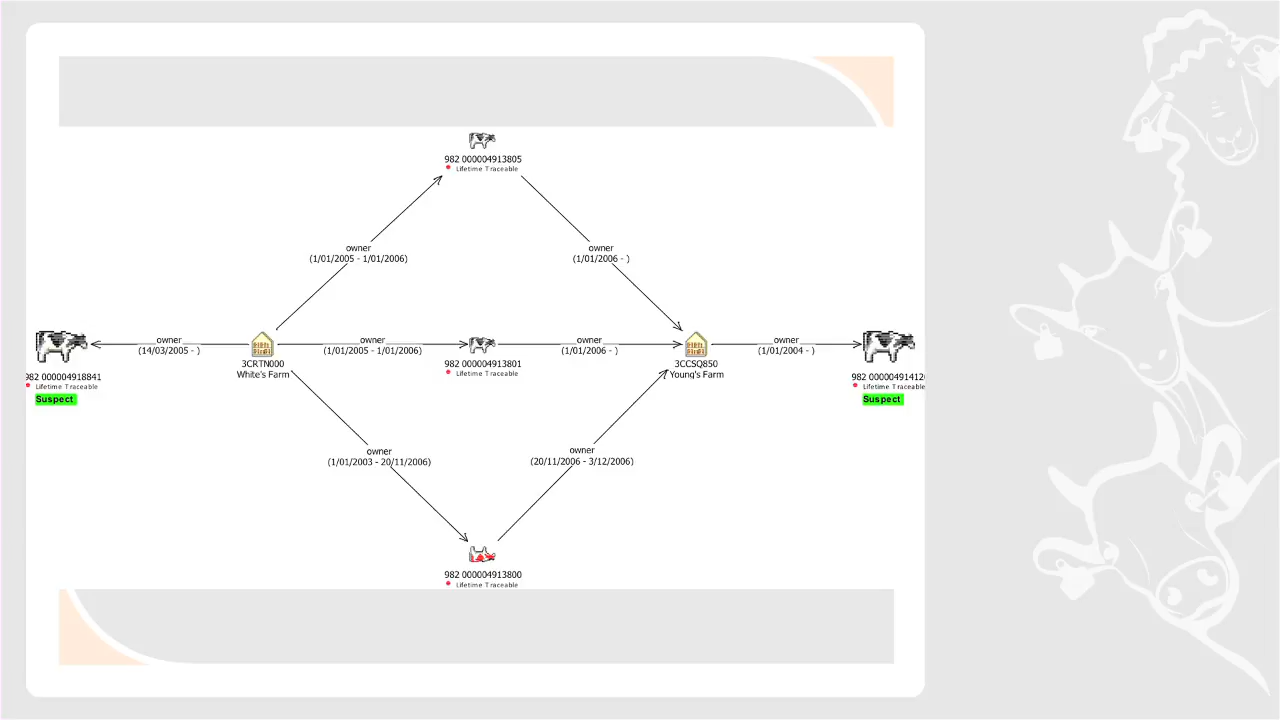 982 000004913805
Lifetime Traceable
owner
(1/01/2005 - 1/01/2006)
owner
(1/01/2006 - )
owner
(14/03/2005 - )
owner
(1/01/2005 - 1/01/2006)
owner
(1/01/2006 - )
owner
(1/01/2004 - )
982 000004918841
Lifetime Traceable
Suspect
3CRTN000
White's Farm
982 000004913801
Lifetime Traceable
3CCSQ850
Young's Farm
982 00000491412
Lifetime Traceable
Suspect
owner
(1/01/2003 - 20/11/2006)
owner
(20/11/2006 - 3/12/2006)
982 000004913800
Lifetime Traceable